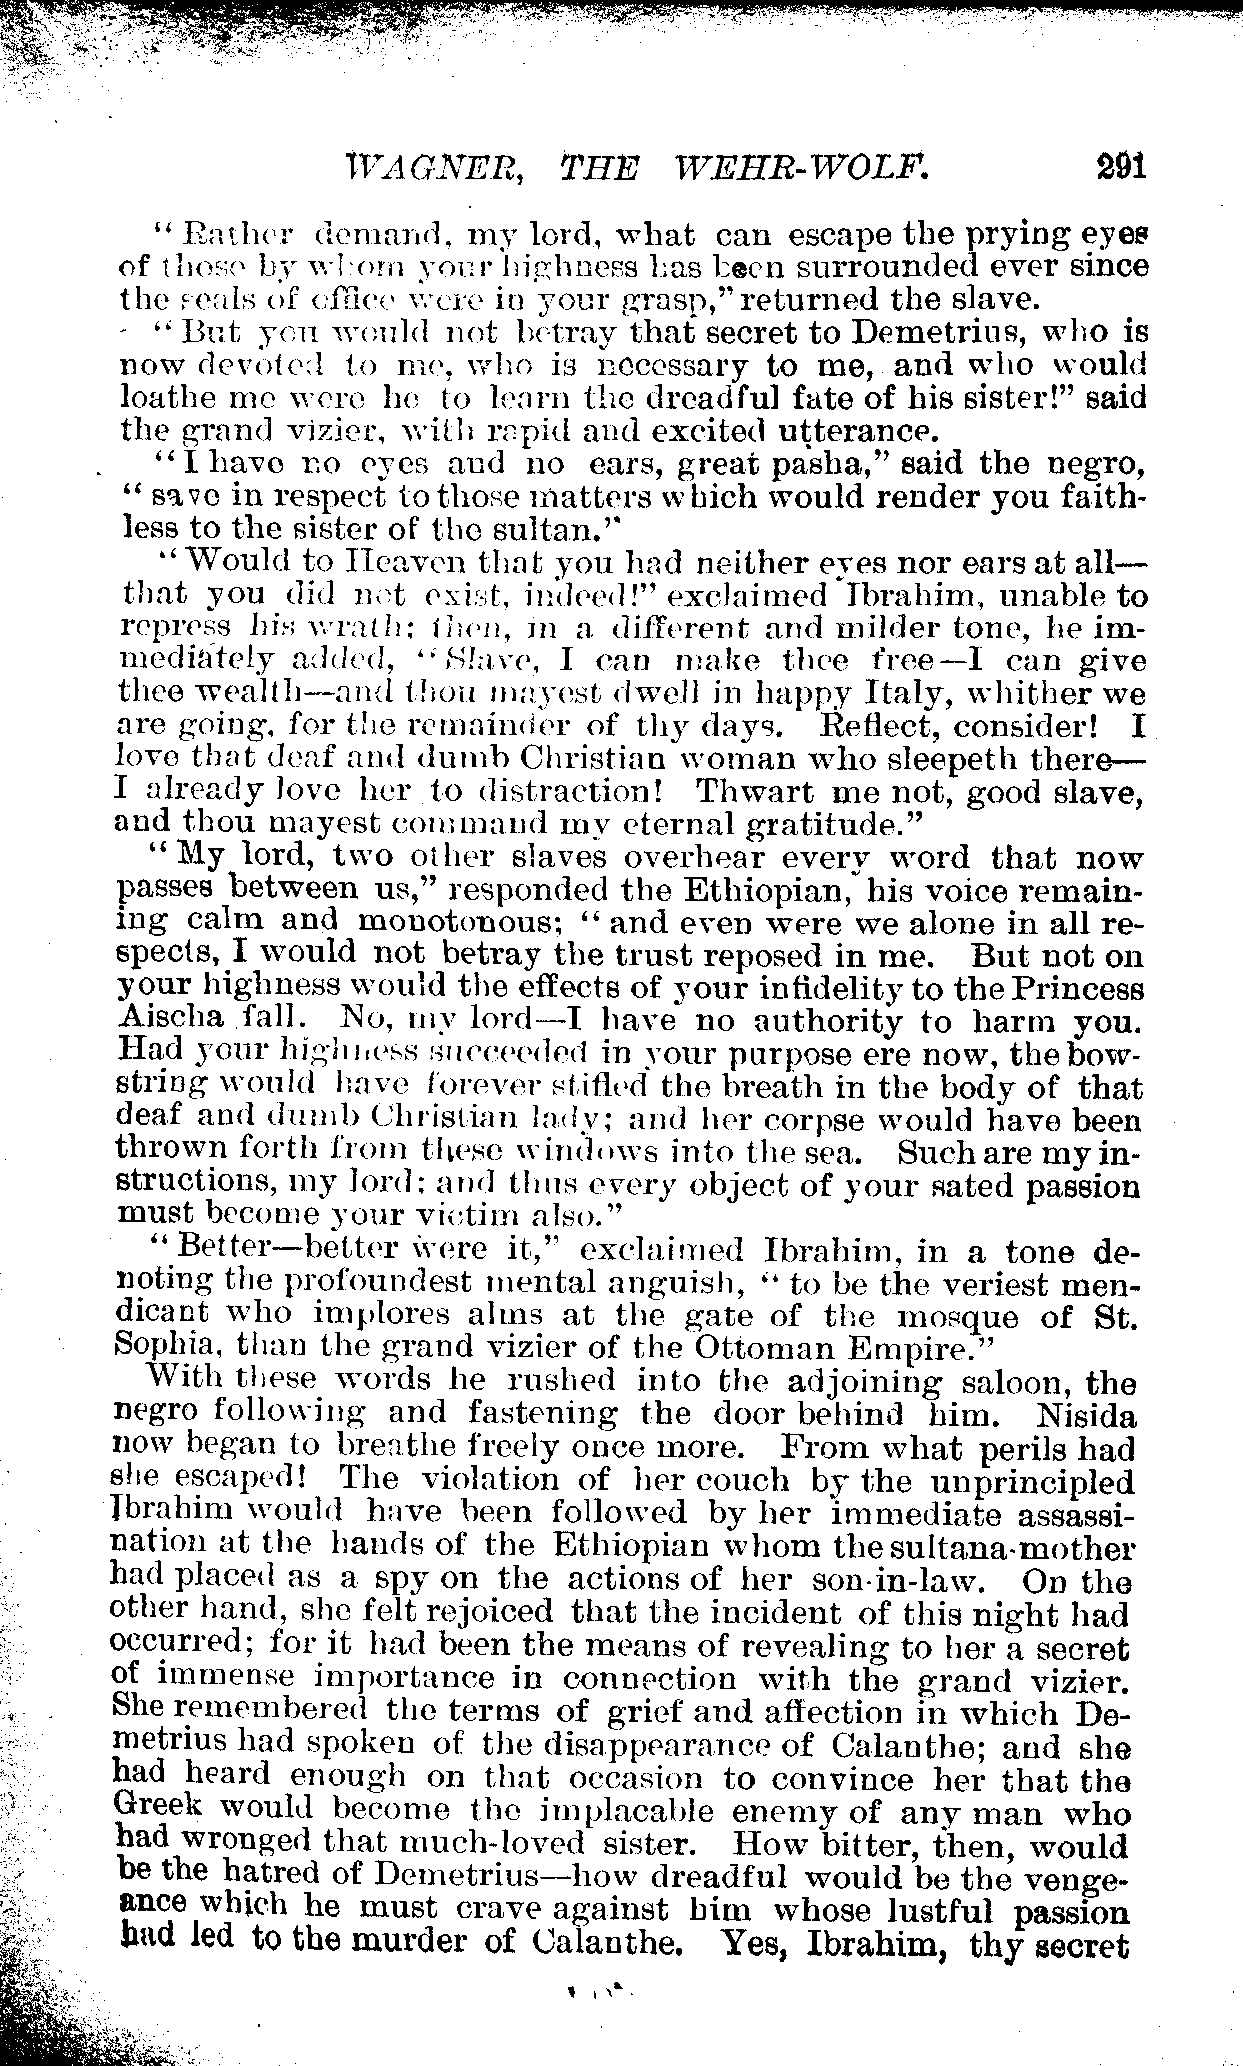 WAGNER, THE WEHR-WOLF. 291
“Rather demand, my lord, what can escape the prying eyes
of those by whom your highness has been surrounded ever since
the seals of office were in your grasp,” returned the slave.
“But you would not betray that secret to Demetrius, who is
now devoted to me, who is necessary to me, and who would
loathe me were he to learn the dreadful fate of his sister!” said
the grand vizier, with rapid and excited utterance.
“I have no eyes and no ears, great pasha,” said the negro,
“save in respect to those matters which would render you faith-
less to the sister of the sultan.”
“Would to Heaven that you had neither eyes nor ears at all—
that you did not exist, indeed!” exclaimed Ibrahim, unable to
repress his wrath; then, in a different and milder tone, he im-
mediately added, “Slave, I can make thee free—I can give
thee wealth—and thou mayest dwell in happy Italy, whither we
are going, for the remainder of thy days. Reflect, consider! I
love that deaf and dumb Christian woman who sleepeth there—
I already love her to distraction! Thwart me not, good slave,
and thou mayest command my eternal gratitude.”
“My lord, two other slaves overhear every word that now
passes between us,” responded the Ethiopian, his voice remain-
ing calm and monotonous; “and even were we alone in all re-
spects, I would not betray the trust reposed in me. But not on
your highness would the effects of your infidelity to the Princess
Aischa fall. No, my lord—I have no authority to harm you.
Had your highness succeeded in your purpose ere now, the bow-
string would have forever stifled the breath in the body of that
deaf and dumb Christian lady; and her corpse would have been
thrown forth from these windows into the sea. Such are my in-
structions, my lord; and thus every object of your sated passion
must become your victim also.”
“Better—better were it,” exclaimed Ibrahim, in a tone de-
noting the profoundest mental anguish, “to be the veriest men-
dicant who implores alms at the gate of the mosque of St.
Sophia, than the grand vizier of the Ottoman Empire.”
With these words he rushed into the adjoining saloon, the
negro following and fastening the door behind him. Nisida
now began to breathe freely once more. From what perils had
she escaped! The violation of her couch by the unprincipled
Ibrahim would have been followed by her immediate assassi-
nation at the hands of the Ethiopian whom the sultana-mother
had placed as a spy on the actions of her son-in-law. On the
other hand, she felt rejoiced that the incident of this night had
occurred; for it had been the means of revealing to her a secret
of immense importance in connection with the grand vizier.
She remembered the terms of grief and affection in which De-
metrius had spoken of the disappearance of Calanthe; and she
had heard enough on that occasion to convince her that the
Greek would become the implacable enemy of any man who
had wronged that much-loved sister. How bitter, then, would
be the hatred of Demetrius—how dreadful would be the venge-
ance which he must crave against him whose lustful passion
had led to the murder of Calanthe. Yes, Ibrahim, thy secret